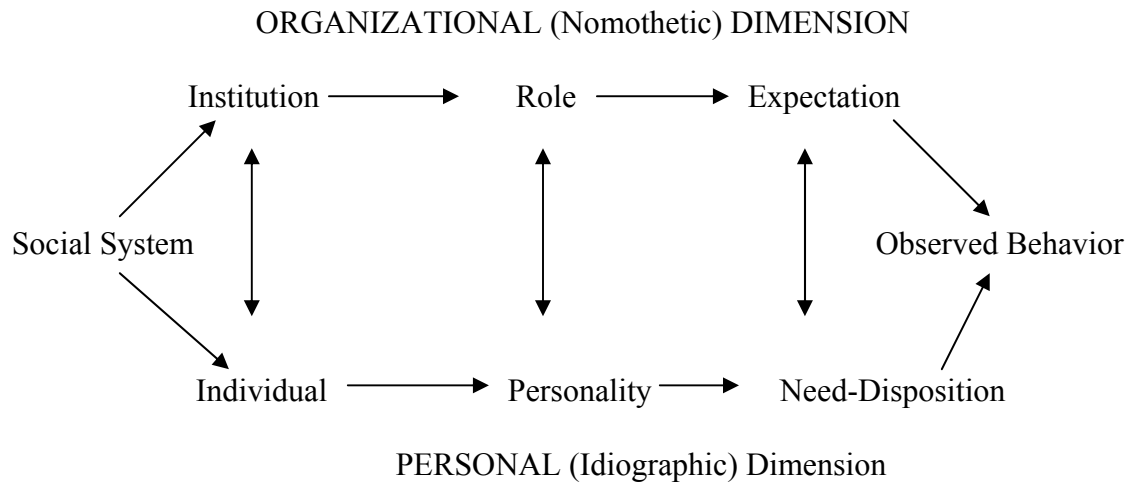 ORGANIZATIONAL (Nomothetic) DIMENSION
Institution Role Expectation
Social System Observed Behavior
Individual Personality Need-Disposition
PERSONAL (Idiographic) Dimension